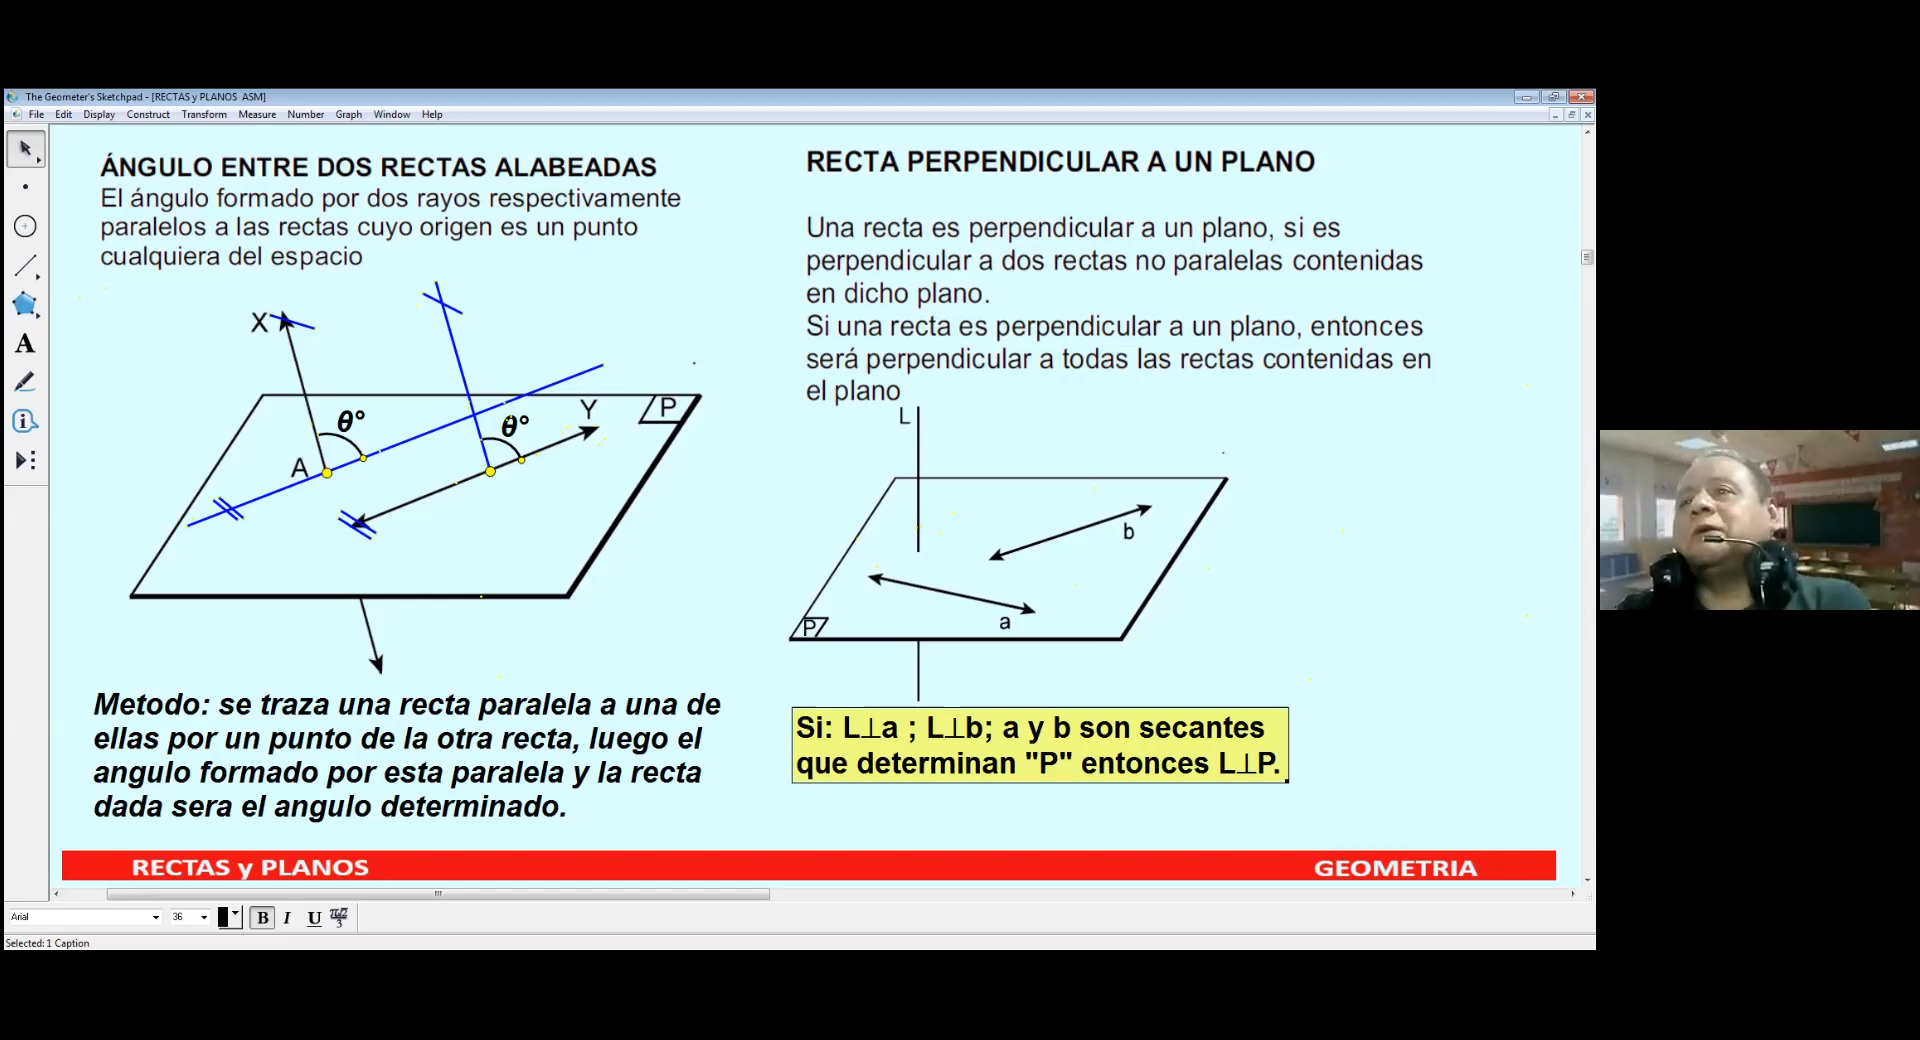 The Geometer's Sketchpad - [RECTAS y PLANOS ASM]
File Edit Display Construct Transform Measure Number Graph Window Help
ÁNGULO ENTRE DOS RECTAS ALABEADAS
El ángulo formado por dos rayos respectivamente
paralelos a las rectas cuyo origen es un punto
cualquiera del espacio
X
θ°
θ°
Y
P
A
Metodo: se traza una recta paralela a una de
ellas por un punto de la otra recta, luego el
angulo formado por esta paralela y la recta
dada sera el angulo determinado.
RECTA PERPENDICULAR A UN PLANO
Una recta es perpendicular a un plano, si es
perpendicular a dos rectas no paralelas contenidas
en dicho plano.
Si una recta es perpendicular a un plano, entonces
será perpendicular a todas las rectas contenidas en
el plano
L
b
a
P
Si: L⊥a ; L⊥b; a y b son secantes
que determinan "P" entonces L⊥P.
RECTAS y PLANOS GEOMETRIA
Arial 36 B I U
Selected: 1 Caption